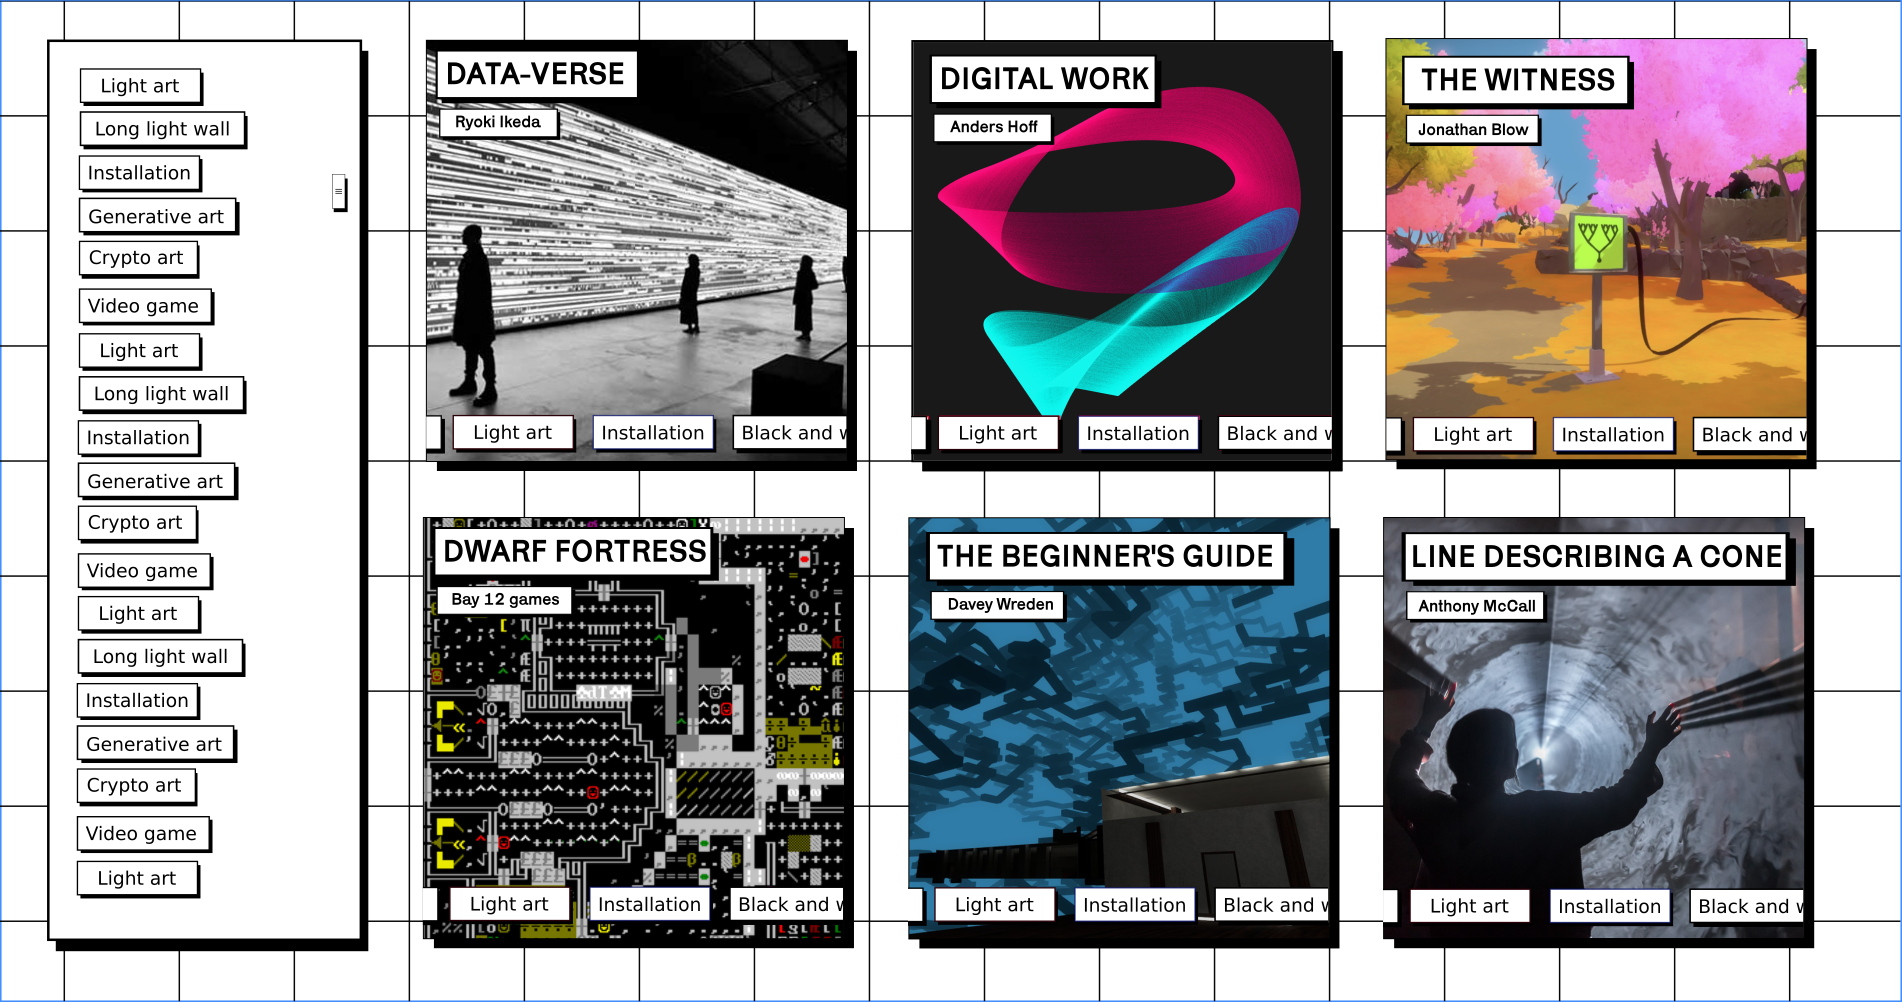 Light art
Long light wall
Installation
Generative art
Crypto art
Video game
Light art
Long light wall
Installation
Generative art
Crypto art
Video game
Light art
Long light wall
Installation
Generative art
Crypto art
Video game
Light art
DATA-VERSE
Ryoki Ikeda
Light art
Installation
Black and w
DIGITAL WORK
Anders Hoff
Light art
Installation
Black and w
THE WITNESS
Jonathan Blow
Light art
Installation
Black and w
DWARF FORTRESS
Bay 12 games
Light art
Installation
Black and w
THE BEGINNER'S GUIDE
Davey Wreden
Light art
Installation
Black and w
LINE DESCRIBING A CONE
Anthony McCall
Light art
Installation
Black and w